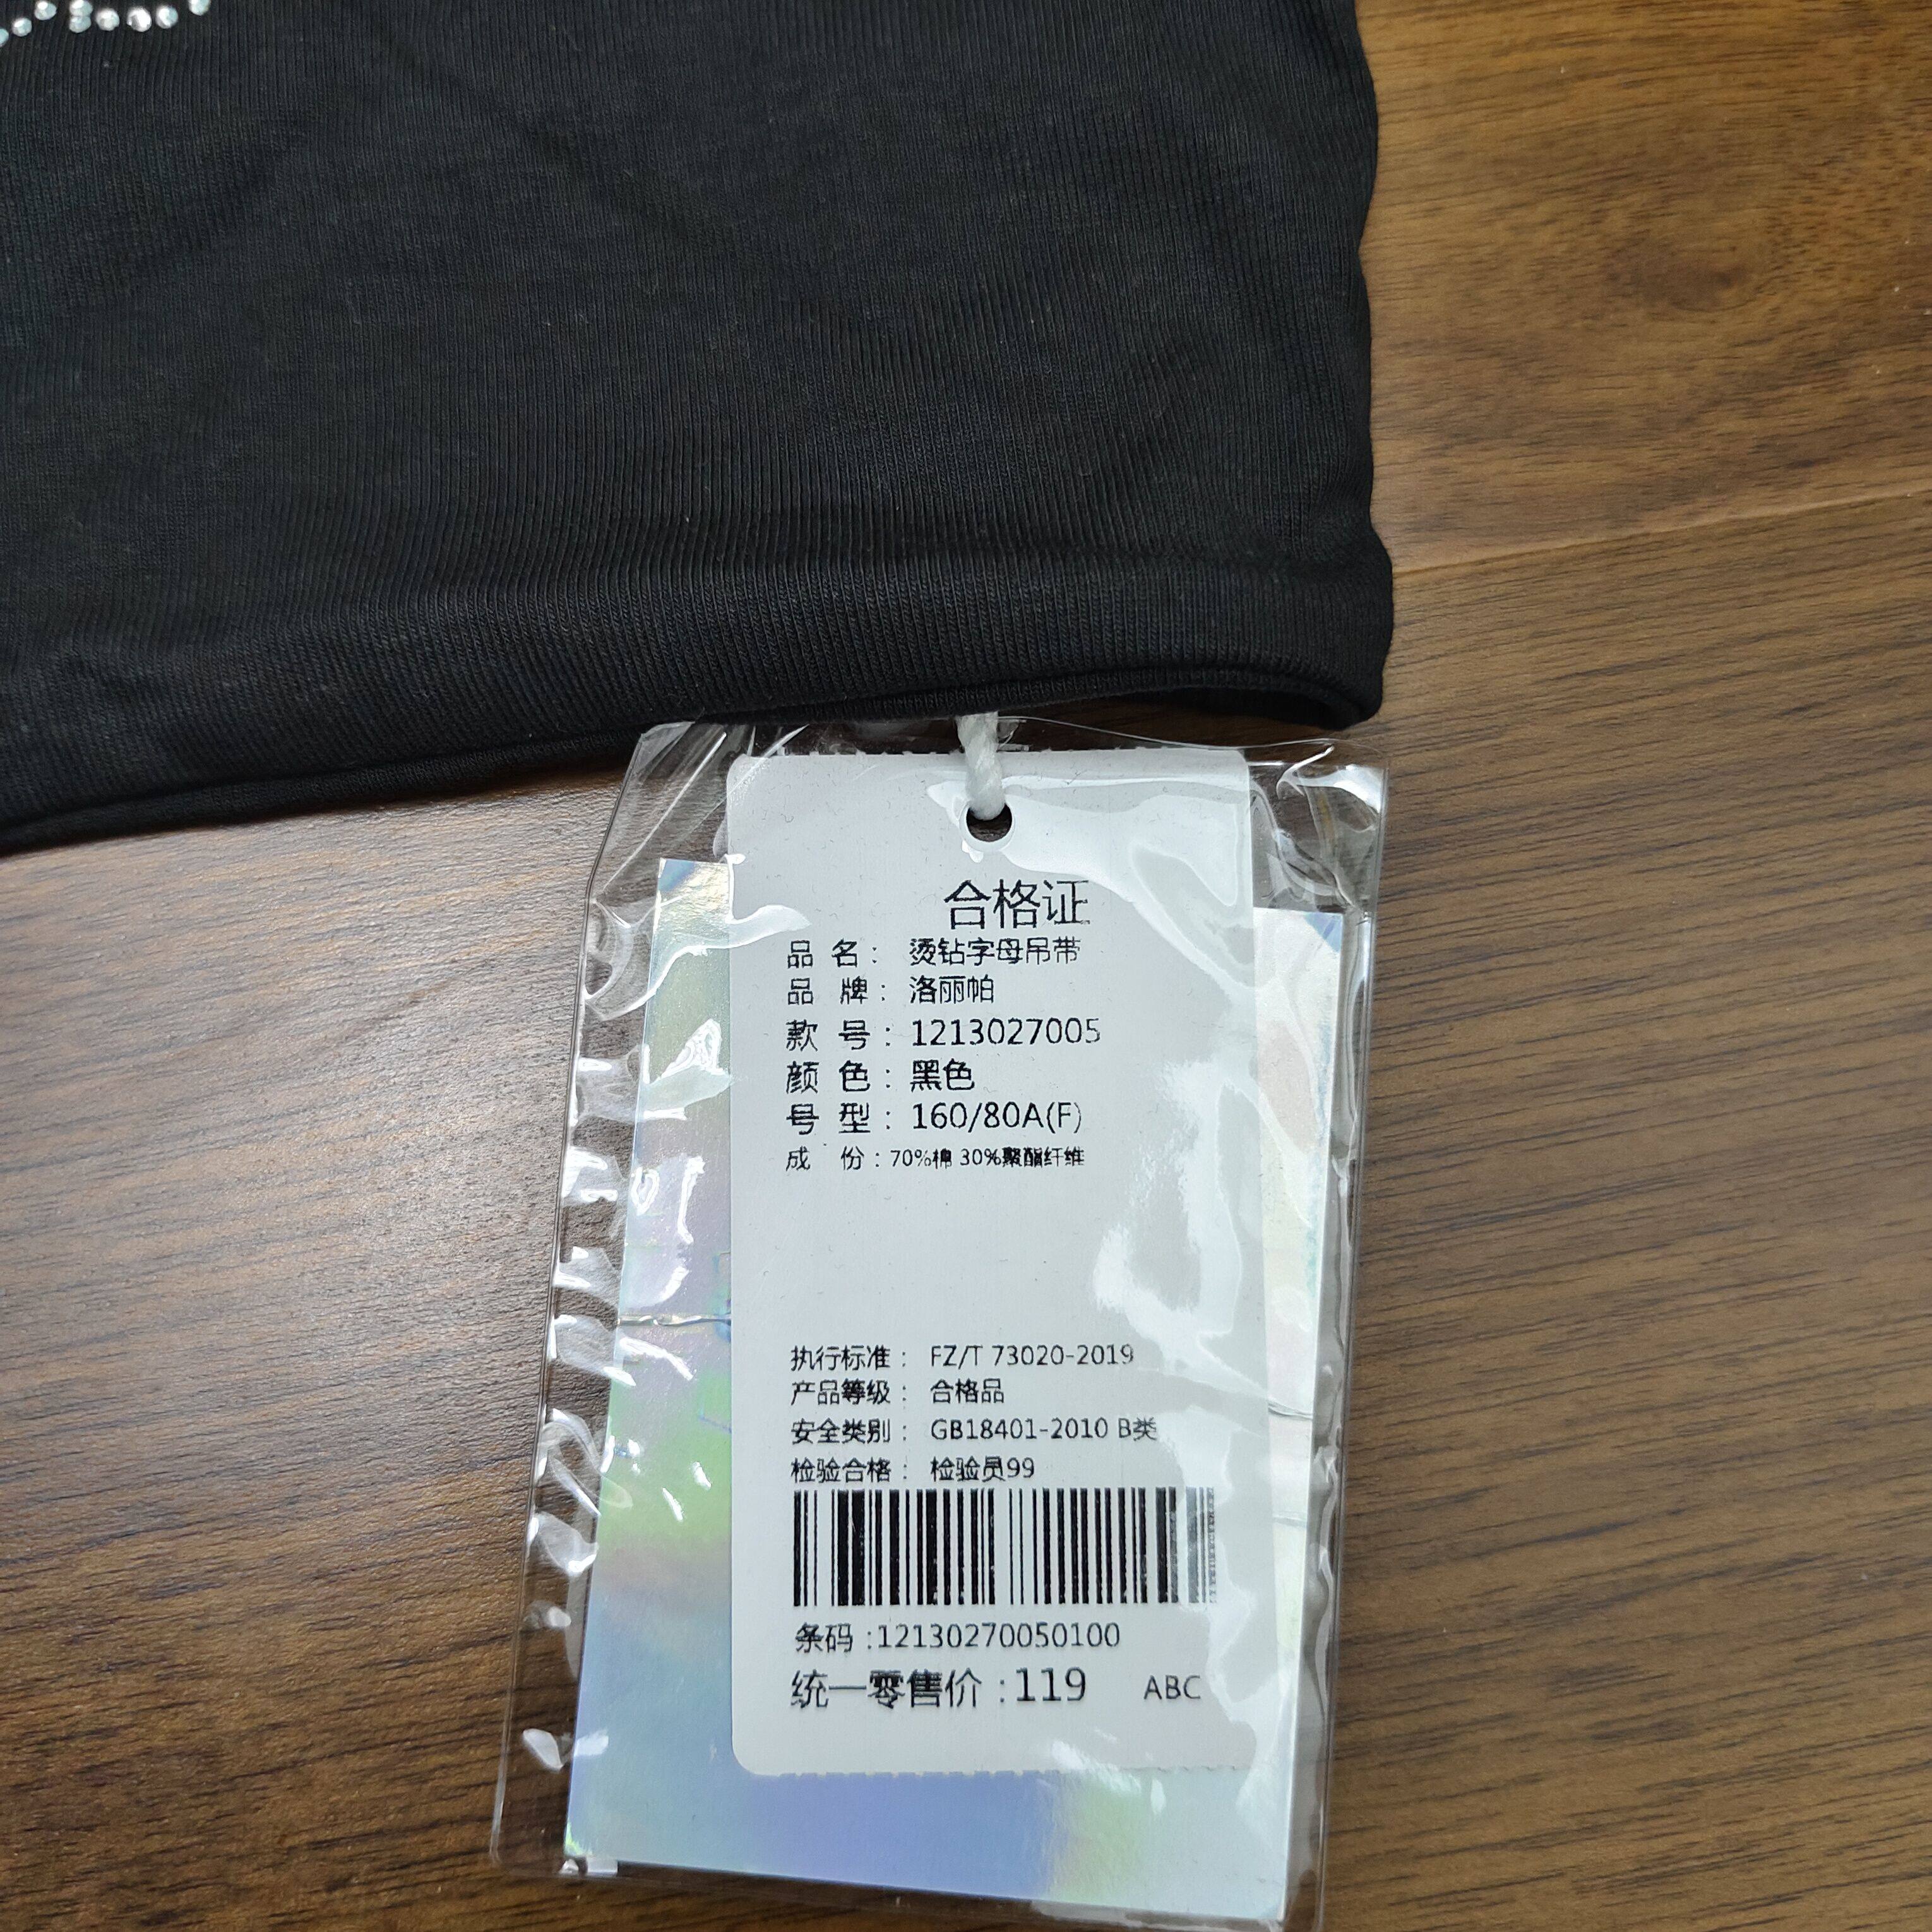 合格证
品 名： 烫钻字母吊带
品 牌： 洛丽帕
款 号： 1213027005
颜 色： 黑色
号 型： 160/80A(F)
成 份：70%棉 30%聚酯纤维
执行标准： FZ/T 73020-2019
产品等级： 合格品
安全类别： GB18401-2010 B类
检验合格： 检验员99
条码 :12130270050100
统一零售价 :119 ABC